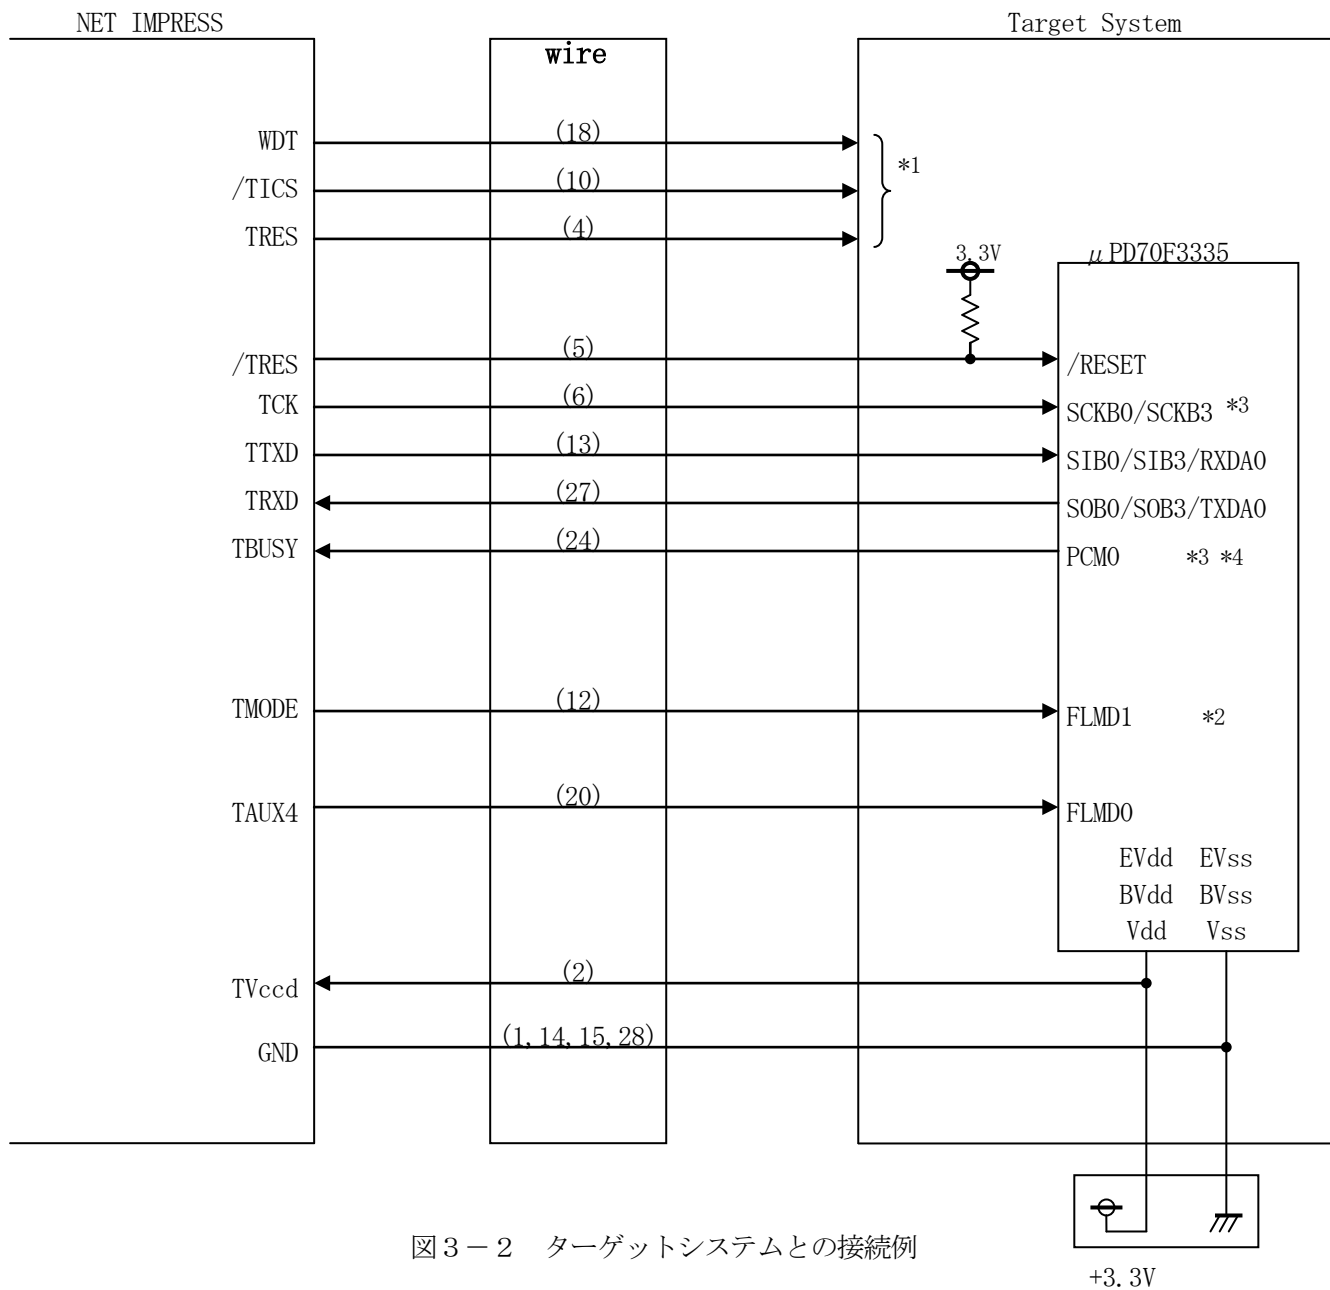 NET IMPRESS
Target System
wire
WDT (18)
*1
/TICS (10)
TRES (4)
3.3V
μPD70F3335
/TRES (5) /RESET
TCK (6) SCKB0/SCKB3 *3
TTXD (13) SIB0/SIB3/RXDA0
TRXD (27) SOB0/SOB3/TXDA0
TBUSY (24) PCM0 *3 *4
TMODE (12) FLMD1 *2
TAUX4 (20) FLMD0
EVdd EVss
BVdd BVss
Vdd Vss
TVccd (2)
GND (1,14,15,28)
図3-2 ターゲットシステムとの接続例
+3.3V